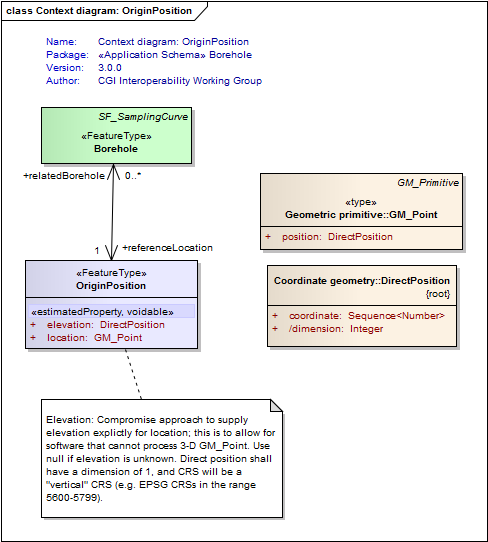 class Context diagram: OriginPosition
Name: Context diagram: OriginPosition
Package: «Application Schema» Borehole
Version: 3.0.0
Author: CGI Interoperability Working Group
SF_SamplingCurve
«FeatureType»
Borehole
+relatedBorehole 0..*
GM_Primitive
«type»
Geometric primitive::GM_Point
+ position: DirectPosition
1 +referenceLocation
«FeatureType»
OriginPosition
«estimatedProperty, voidable»
+ elevation: DirectPosition
+ location: GM_Point
Coordinate geometry::DirectPosition
{root}
+ coordinate: Sequence<Number>
+ /dimension: Integer
Elevation: Compromise approach to supply
elevation explictly for location; this is to allow for
software that cannot process 3-D GM_Point. Use
null if elevation is unknown. Direct position shall
have a dimension of 1, and CRS will be a
"vertical" CRS (e.g. EPSG CRSs in the range
5600-5799).